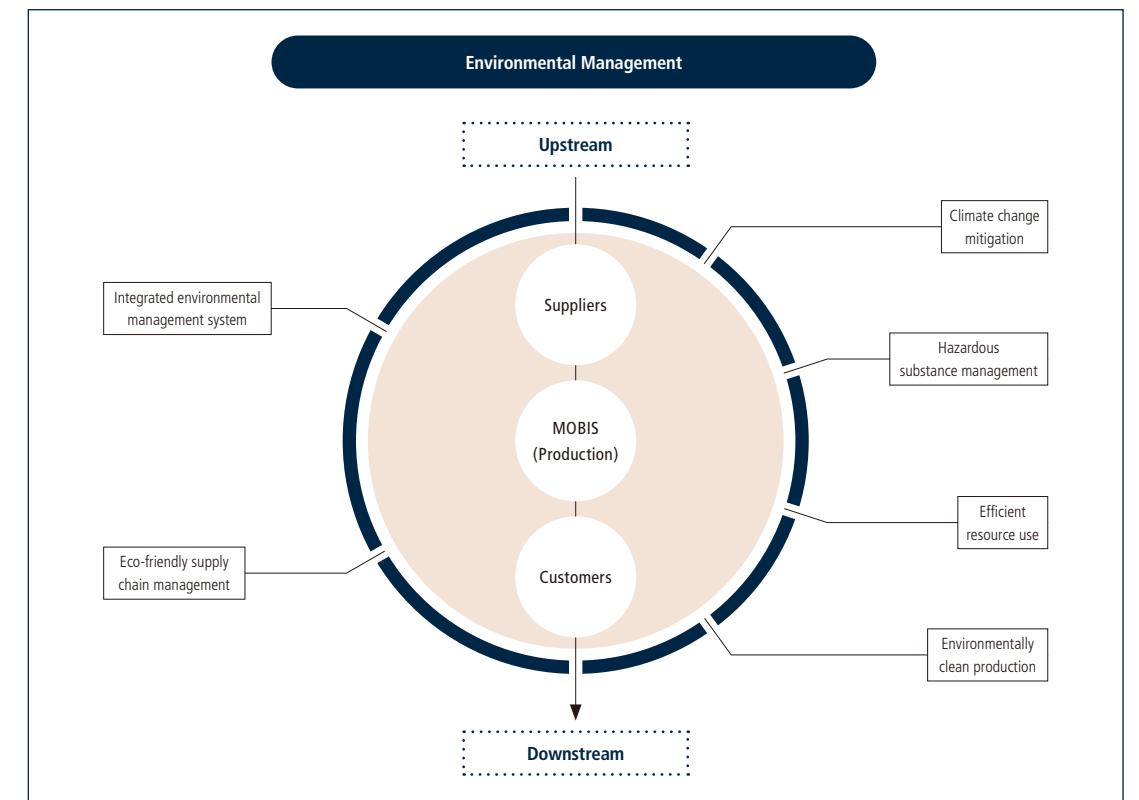 Environmental Management
Upstream
Climate change
mitigation
Suppliers
Integrated environmental
management system
Hazardous
substance management
MOBIS
(Production)
Efficient
resource use
Eco-friendly supply
chain management
Customers
Environmentally
clean production
Downstream